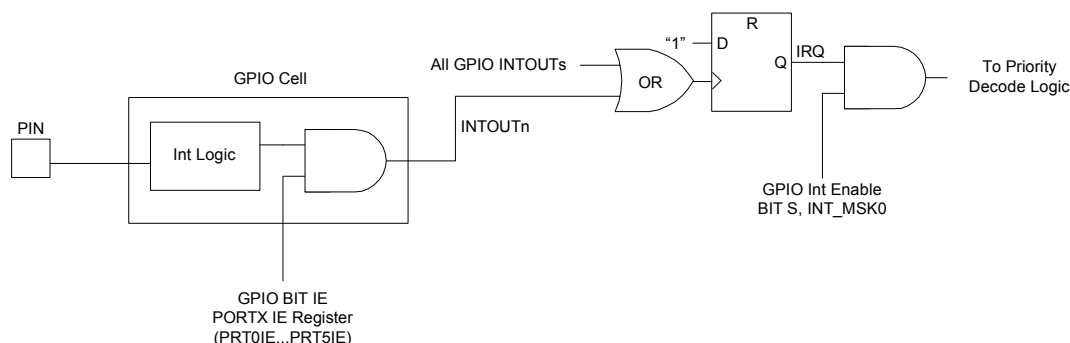 R
"1"
D
IRQ
Q
All GPIO INTOUTs
OR
To Priority
Decode Logic
GPIO Cell
INTOUTn
PIN
Int Logic
GPIO Int Enable
BIT S, INT_MSK0
GPIO BIT IE
PORTX IE Register
(PRT0IE...PRT5IE)